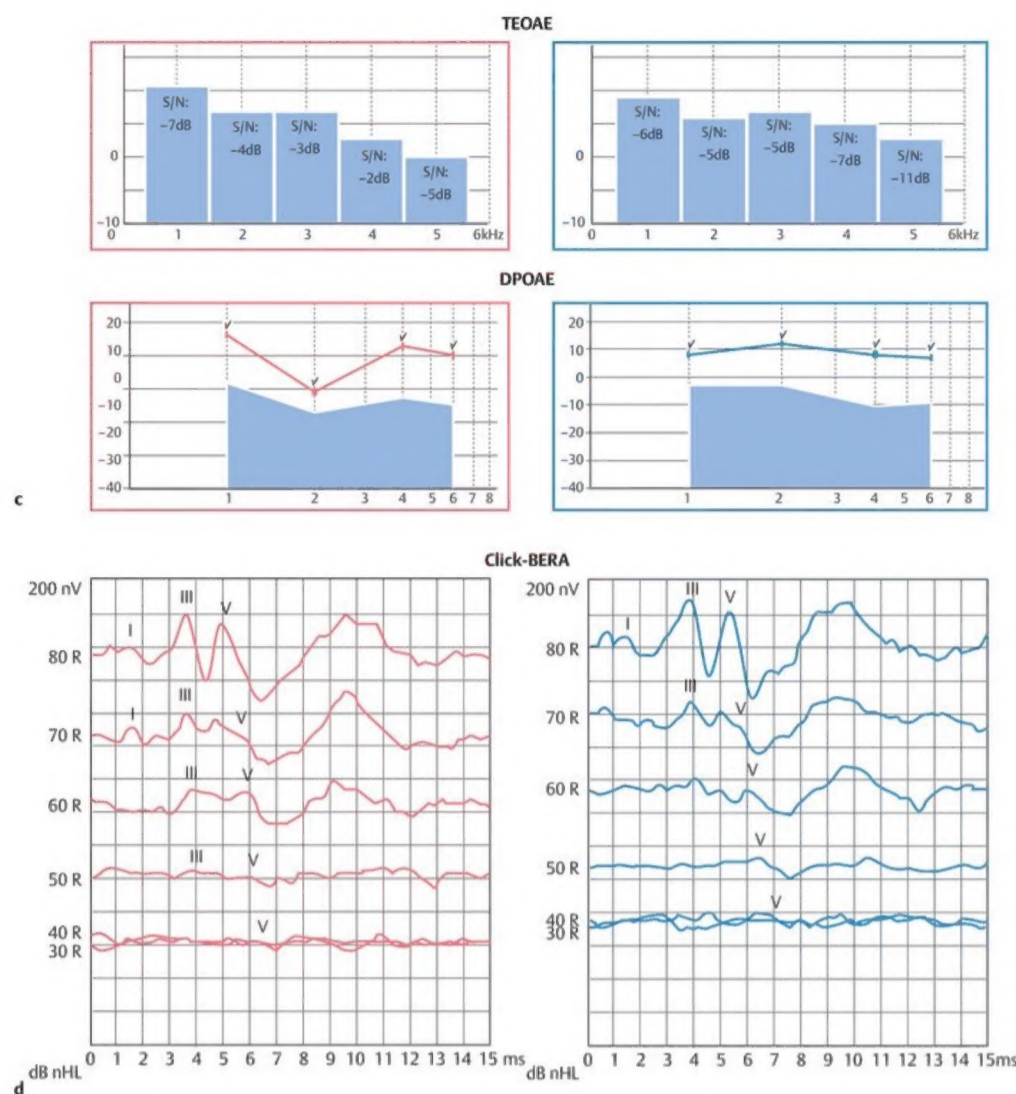 TEOAE
0
-10
S/N:
-7dB
S/N:
-4dB
S/N:
-3dB
S/N:
-2dB
S/N:
-5dB
0 1 2 3 4 5 6kHz
0
-10
S/N:
-6dB
S/N:
-5dB
S/N:
-5dB
S/N:
-7dB
S/N:
-11dB
0 1 2 3 4 5 6kHz
DPOAE
20
10
0
-10
-20
-30
-40
1 2 3 4 5 6 7 8
20
10
0
-10
-20
-30
-40
1 2 3 4 5 6 7 8
c
Click-BERA
200 nV
I III V
80 R
I III V
70 R
III V
60 R
III V
50 R
V
40 R
30 R
0 1 2 3 4 5 6 7 8 9 10 11 12 13 14 15 ms
dB nHL
200 nV
I III V
80 R
III V
70 R
V
60 R
V
50 R
V
40 R
30 R
0 1 2 3 4 5 6 7 8 9 10 11 12 13 14 15ms
dB nHL
d